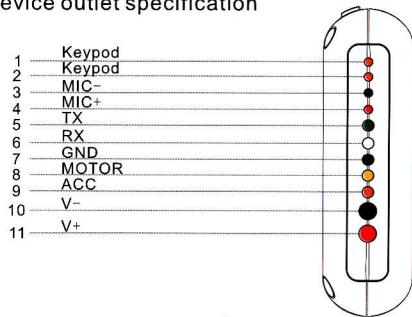 evice outlet specification
1 Keypod
2 Keypod
3 MIC-
4 MIC+
5 TX
6 RX
7 GND
8 MOTOR
9 ACC
10 V-
11 V+